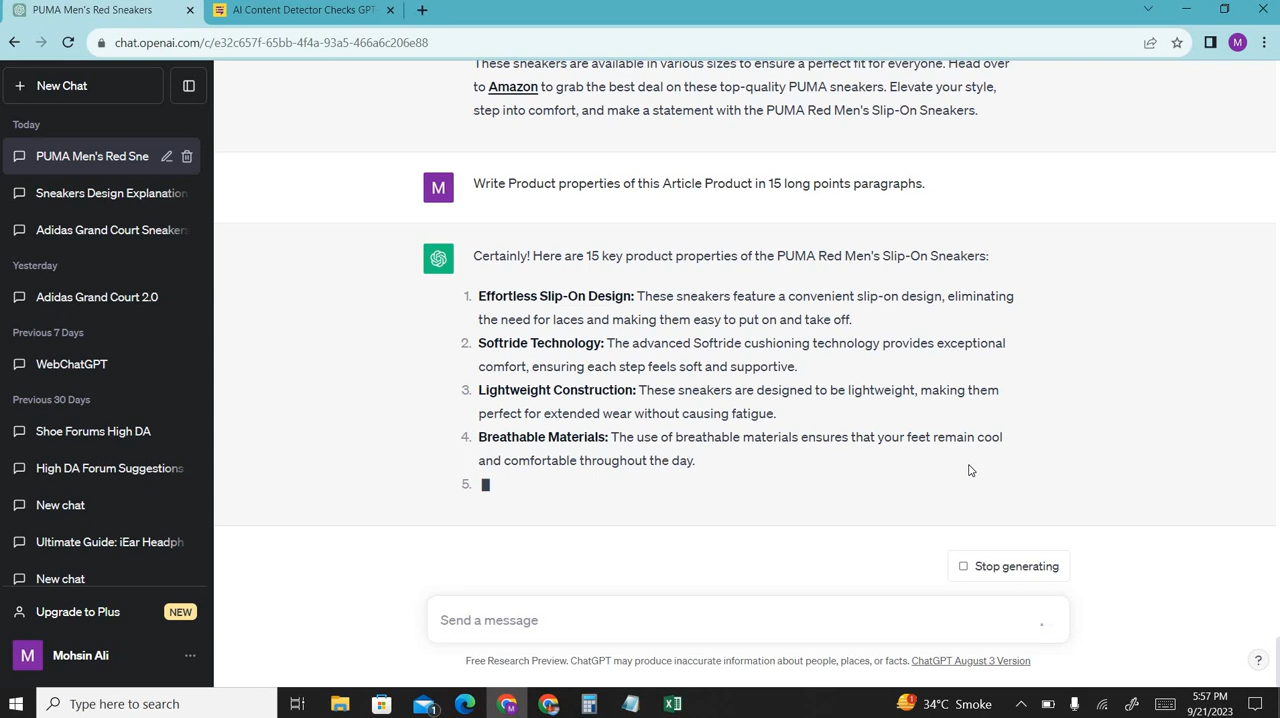 PUMA Men's Red Sneakers
AI Content Detector Checks GPT-
chat.openai.com/c/e32c657f-65bb-4f4a-93a5-466a6c206e88
M
New Chat
Today
PUMA Men's Red Sne
Sneakers Design Explanation
Adidas Grand Court Sneakers
Yesterday
Adidas Grand Court 2.0
Previous 7 Days
WebChatGPT
Previous 30 Days
Shoe Forums High DA
High DA Forum Suggestions
New chat
Ultimate Guide: iEar Headph
New chat
Upgrade to Plus
NEW
M
Mohsin Ali
These sneakers are available in various sizes to ensure a perfect fit for everyone. Head over
to Amazon to grab the best deal on these top-quality PUMA sneakers. Elevate your style,
step into comfort, and make a statement with the PUMA Red Men's Slip-On Sneakers.
M
Write Product properties of this Article Product in 15 long points paragraphs.
Certainly! Here are 15 key product properties of the PUMA Red Men's Slip-On Sneakers:
1. Effortless Slip-On Design: These sneakers feature a convenient slip-on design, eliminating
the need for laces and making them easy to put on and take off.
2. Softride Technology: The advanced Softride cushioning technology provides exceptional
comfort, ensuring each step feels soft and supportive.
3. Lightweight Construction: These sneakers are designed to be lightweight, making them
perfect for extended wear without causing fatigue.
4. Breathable Materials: The use of breathable materials ensures that your feet remain cool
and comfortable throughout the day.
5.
Stop generating
Send a message
Free Research Preview. ChatGPT may produce inaccurate information about people, places, or facts. ChatGPT August 3 Version
?
Type here to search
1
M
34°C Smoke
5:57 PM
9/21/2023